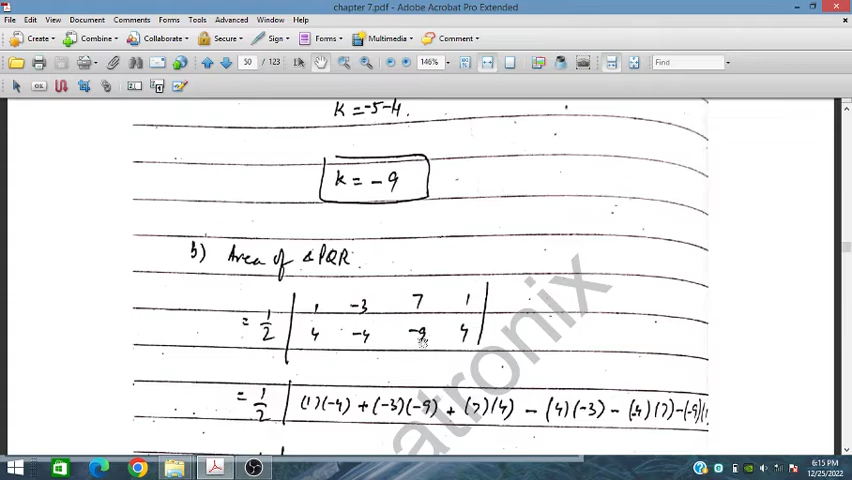 chapter 7.pdf - Adobe Acrobat Pro Extended
File Edit View Document Comments Forms Tools Advanced Window Help
Create Combine Collaborate Secure Sign Forms Multimedia Comment
50 / 123 146% Find
k = -5-4.
k = -9
b) Area of △PQR
= 1/2 | 1 -3 7 1 |
4 -4 -9 4
= 1/2 | (1)(-4) + (-3)(-9) + (7)(4) - (4)(-3) - (-4)(7) - (-9)(1
atronix
6:15 PM
12/25/2022